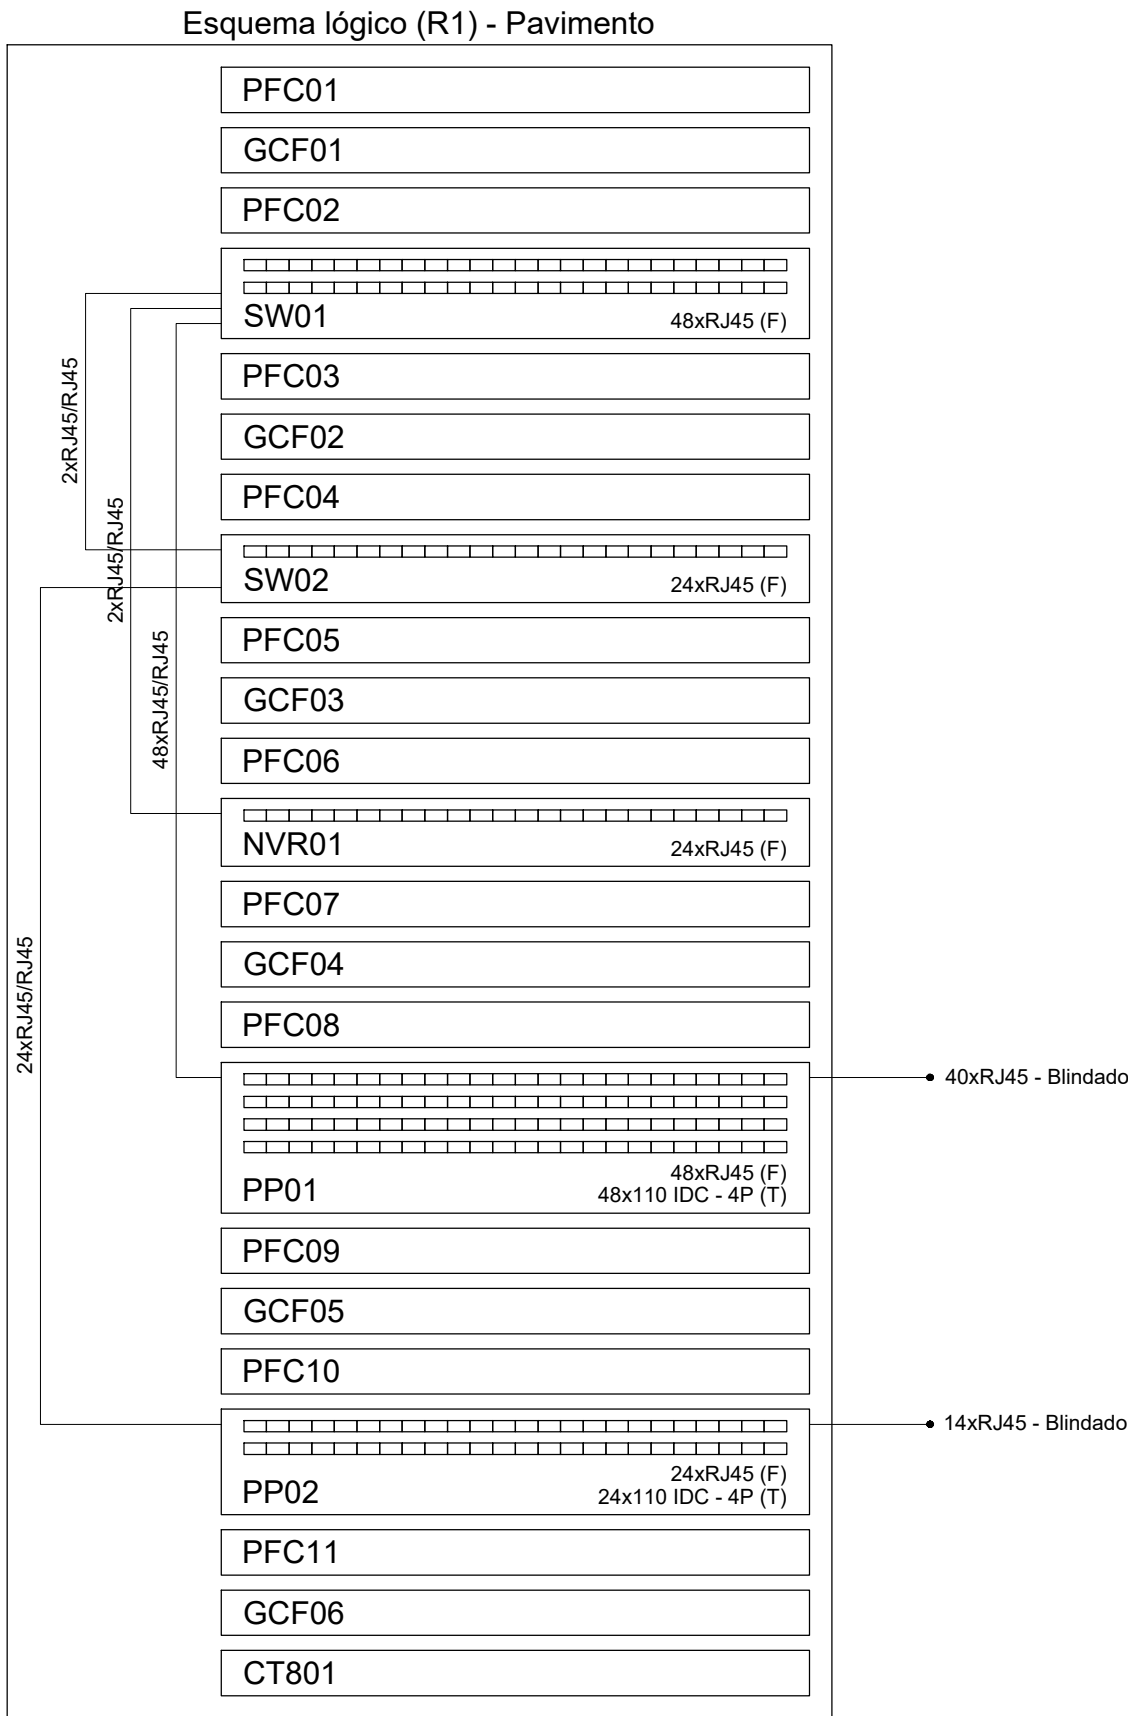 Esquema lógico (R1) - Pavimento
PFC01
GCF01
PFC02
SW01
48xRJ45 (F)
PFC03
GCF02
PFC04
SW02
24xRJ45 (F)
PFC05
GCF03
PFC06
NVR01
24xRJ45 (F)
PFC07
GCF04
PFC08
PP01
48xRJ45 (F)
48x110 IDC - 4P (T)
PFC09
GCF05
PFC10
PP02
24xRJ45 (F)
24x110 IDC - 4P (T)
PFC11
GCF06
CT801
2xRJ45/RJ45
2xRJ45/RJ45
48xRJ45/RJ45
24xRJ45/RJ45
40xRJ45 - Blindado
14xRJ45 - Blindado